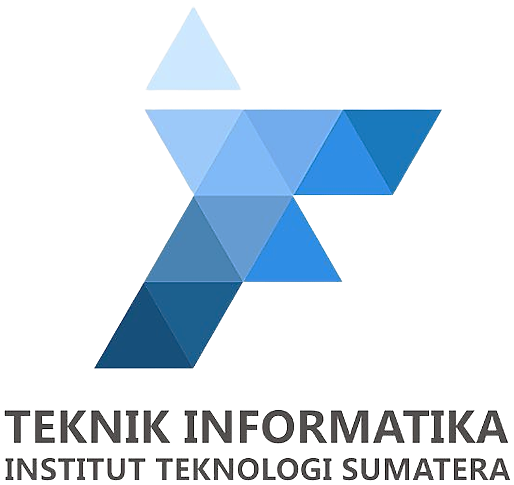 TEKNIK INFORMATIKA
INSTITUT TEKNOLOGI SUMATERA